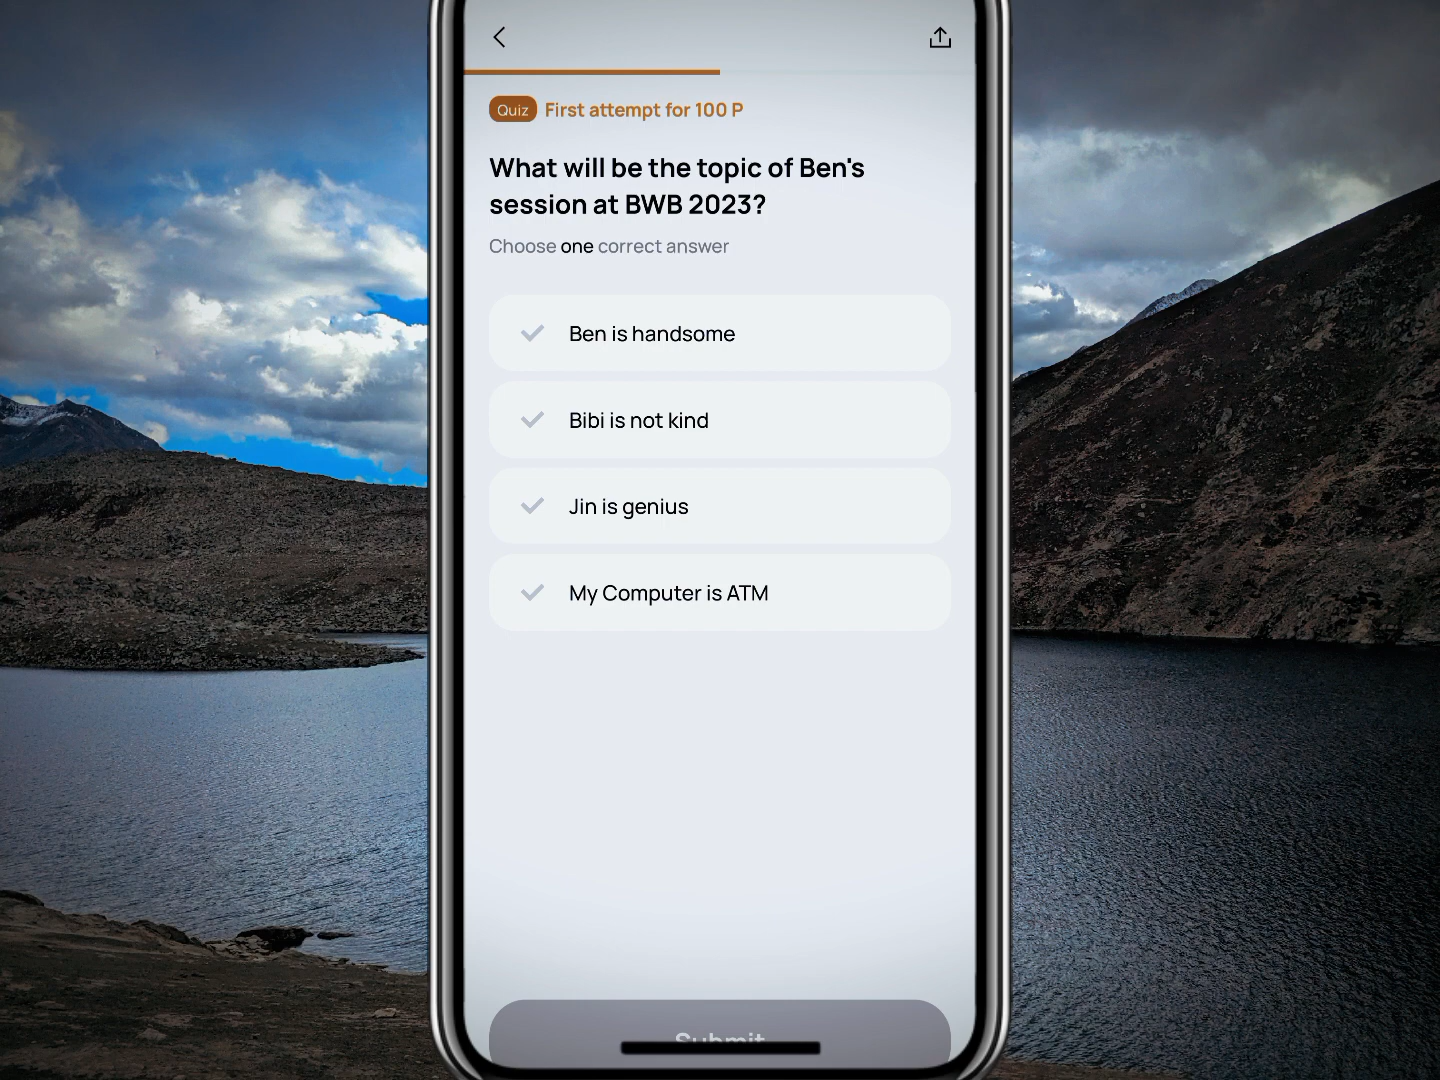 Quiz First attempt for 100 P
What will be the topic of Ben's
session at BWB 2023?
Choose one correct answer
Ben is handsome
Bibi is not kind
Jin is genius
My Computer is ATM
Submit